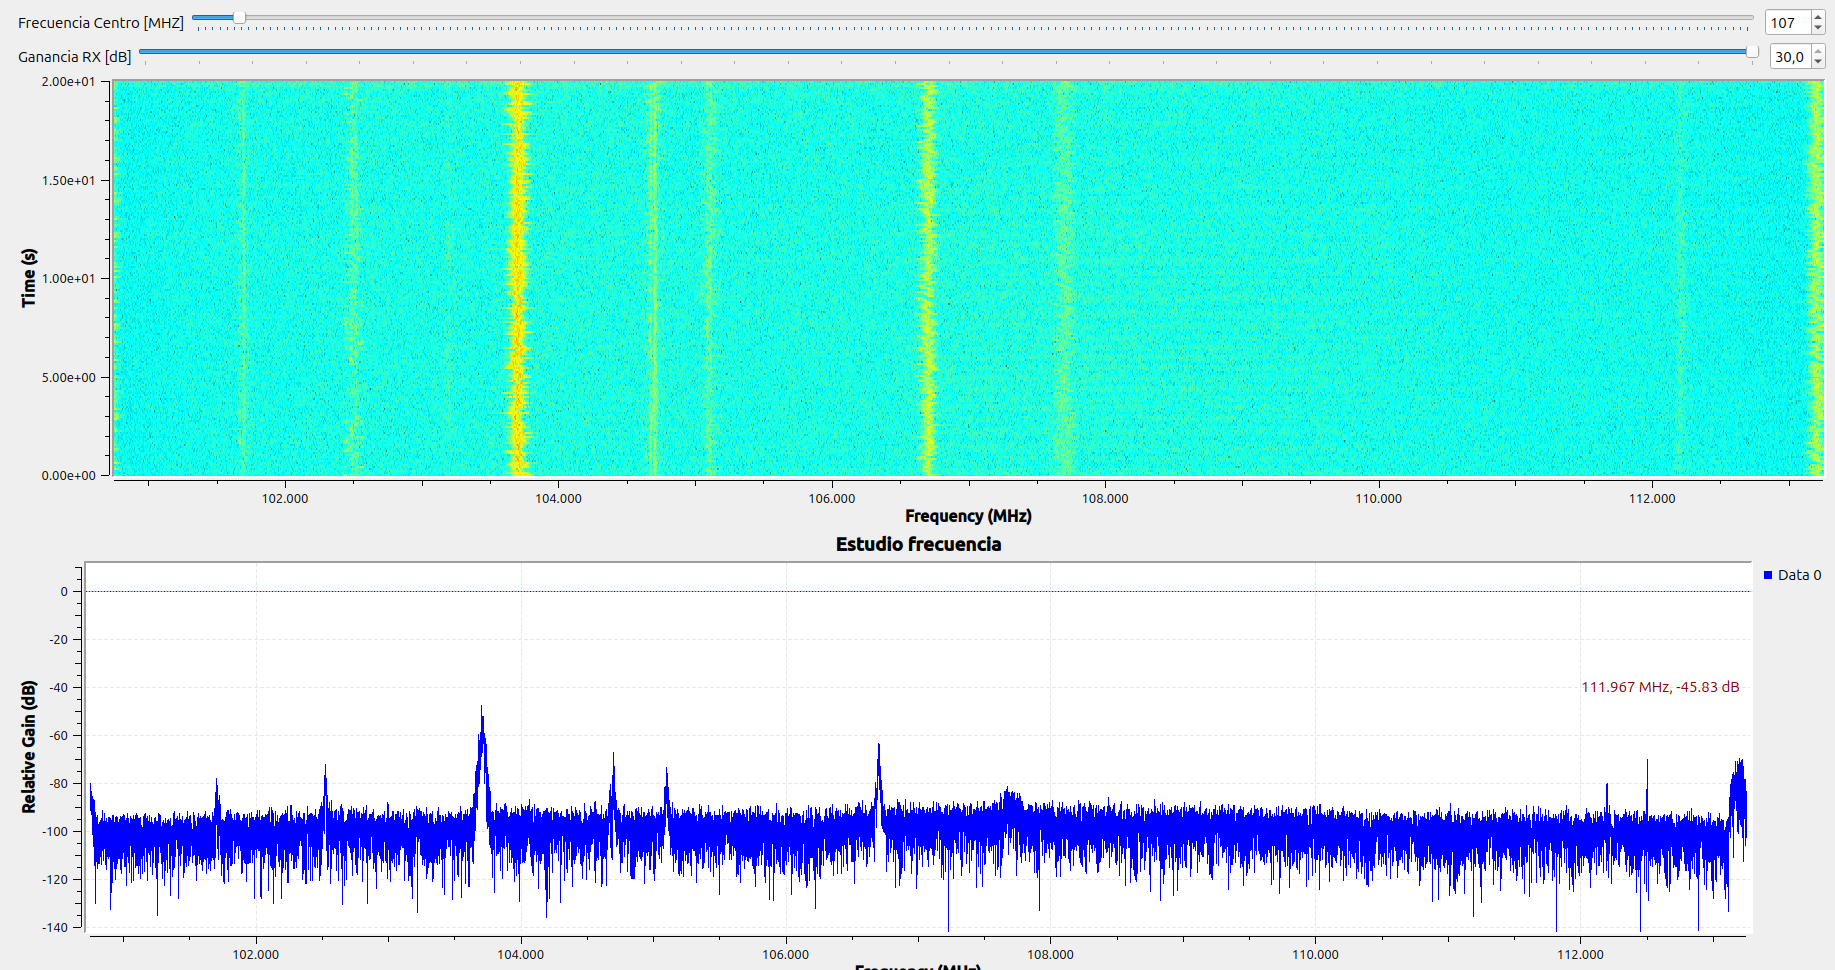 Frecuencia Centro [MHZ] 107
Ganancia RX [dB] 30,0
2.00e+01
1.50e+01
1.00e+01
5.00e+00
0.00e+00
Time (s)
102.000 104.000 106.000 108.000 110.000 112.000
Frequency (MHz)
Estudio frecuencia
Data 0
0
-20
-40
-60
-80
-100
-120
-140
Relative Gain (dB)
111.967 MHz, -45.83 dB
102.000 104.000 106.000 108.000 110.000 112.000
Frequency (MHz)